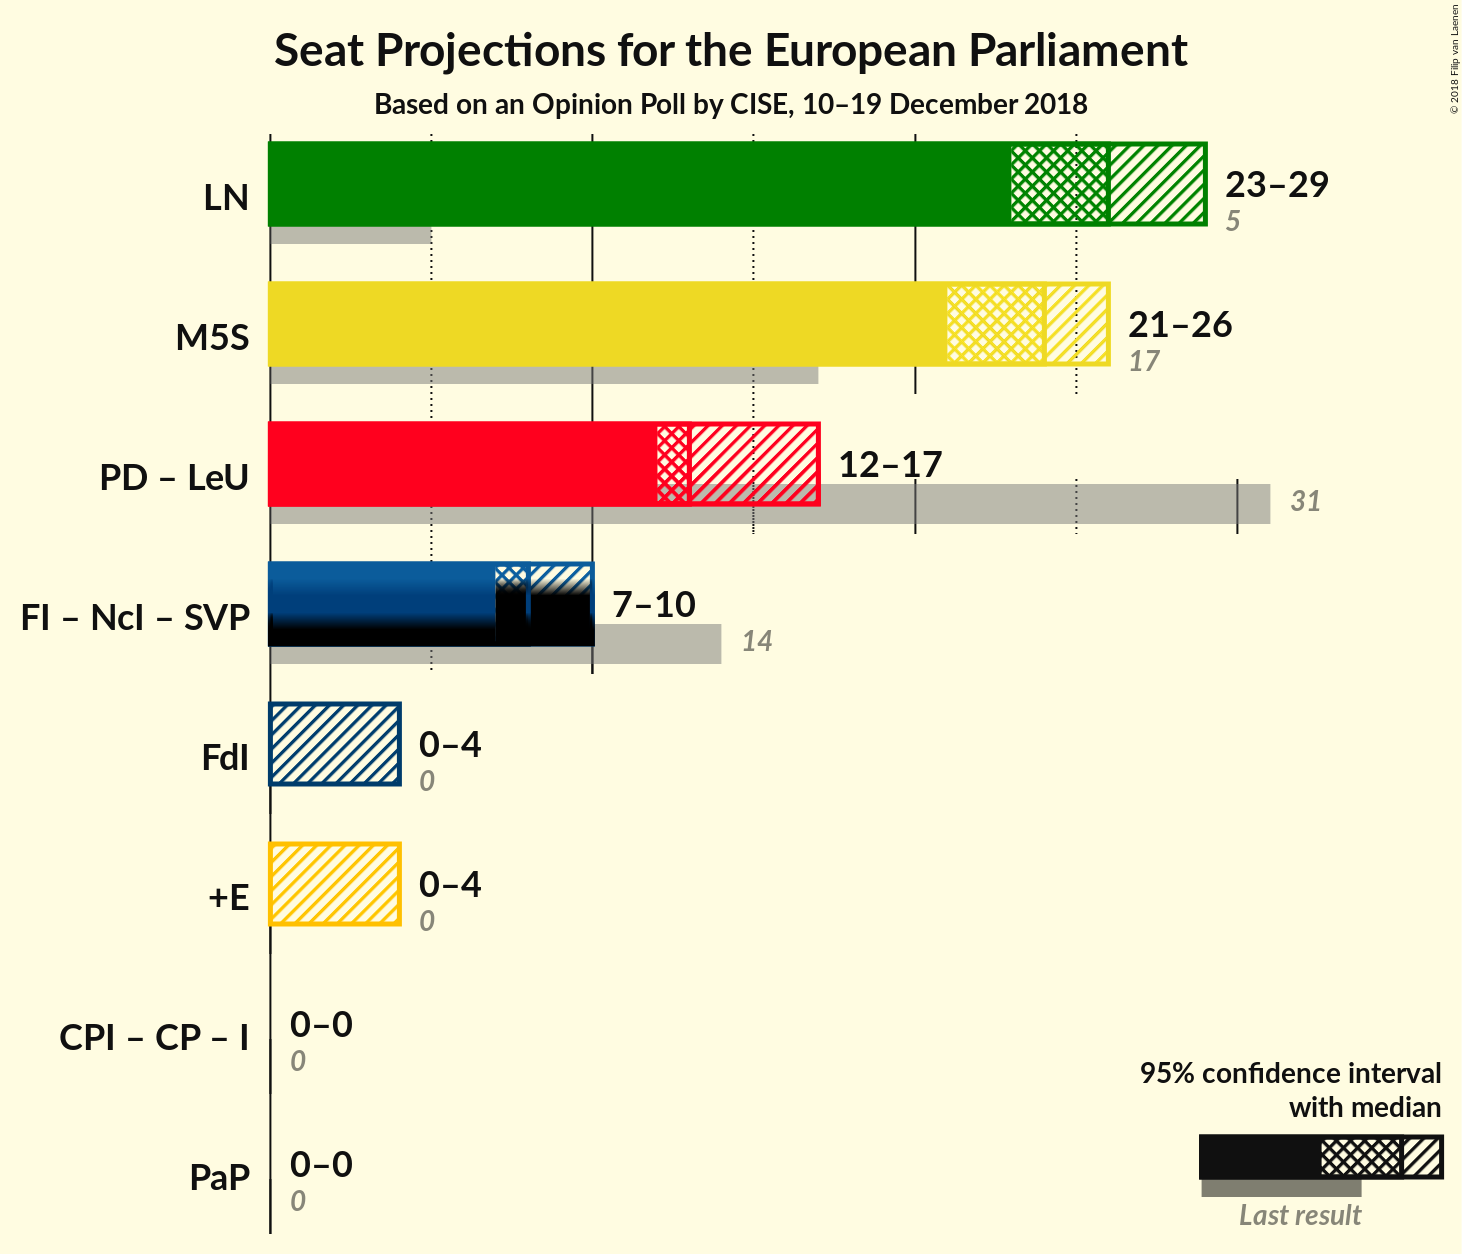 Seat Projections for the European Parliament
Based on an Opinion Poll by CISE, 10–19 December 2018
© 2018 Filip van Laenen
LN
23–29
5
M5S
21–26
17
PD – LeU
12–17
31
FI – NcI – SVP
7–10
14
FdI
0–4
0
+E
0–4
0
CPI – CP – I
0–0
0
PaP
0–0
0
95% confidence interval
with median
Last result